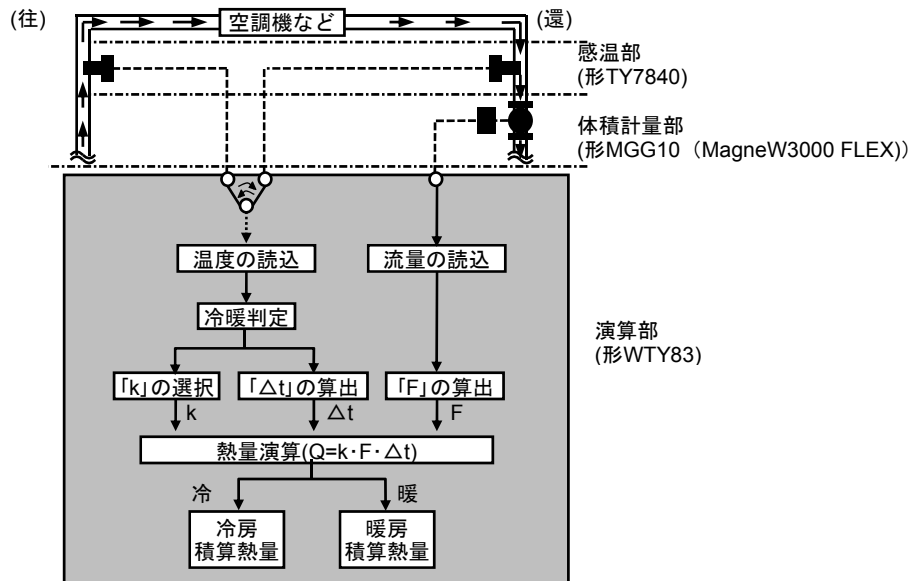 (往)
空調機など
(還)
感温部
(形TY7840)
体積計量部
(形MGG10（MagneW3000 FLEX))
温度の読込
流量の読込
冷暖判定
演算部
(形WTY83)
「k」の選択
「△t」の算出
「F」の算出
k
△t
F
熱量演算(Q=k･F･△t)
冷
暖
冷房
積算熱量
暖房
積算熱量